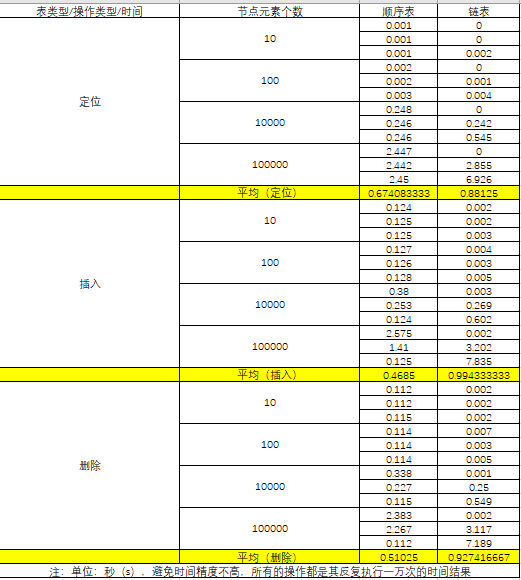 表类型/操作类型/时间 节点元素个数 顺序表 链表
定位 10 0.001 0
0.001 0
0.001 0.002
100 0.002 0
0.002 0.001
0.003 0.004
10000 0.248 0
0.246 0.242
0.246 0.545
100000 2.447 0
2.442 2.855
2.45 6.926
平均（定位） 0.674083333 0.88125
插入 10 0.124 0.002
0.125 0.002
0.125 0.003
100 0.127 0.004
0.126 0.003
0.128 0.005
10000 0.38 0.003
0.253 0.269
0.124 0.602
100000 2.575 0.002
1.41 3.202
0.125 7.835
平均（插入） 0.4685 0.994333333
删除 10 0.112 0.002
0.112 0.002
0.115 0.002
100 0.114 0.007
0.114 0.003
0.114 0.005
10000 0.338 0.001
0.227 0.25
0.115 0.549
100000 2.383 0.002
2.267 3.117
0.112 7.189
平均（删除） 0.51025 0.927416667
注：单位：秒（s），避免时间精度不高，所有的操作都是其反复执行一万次的时间结果